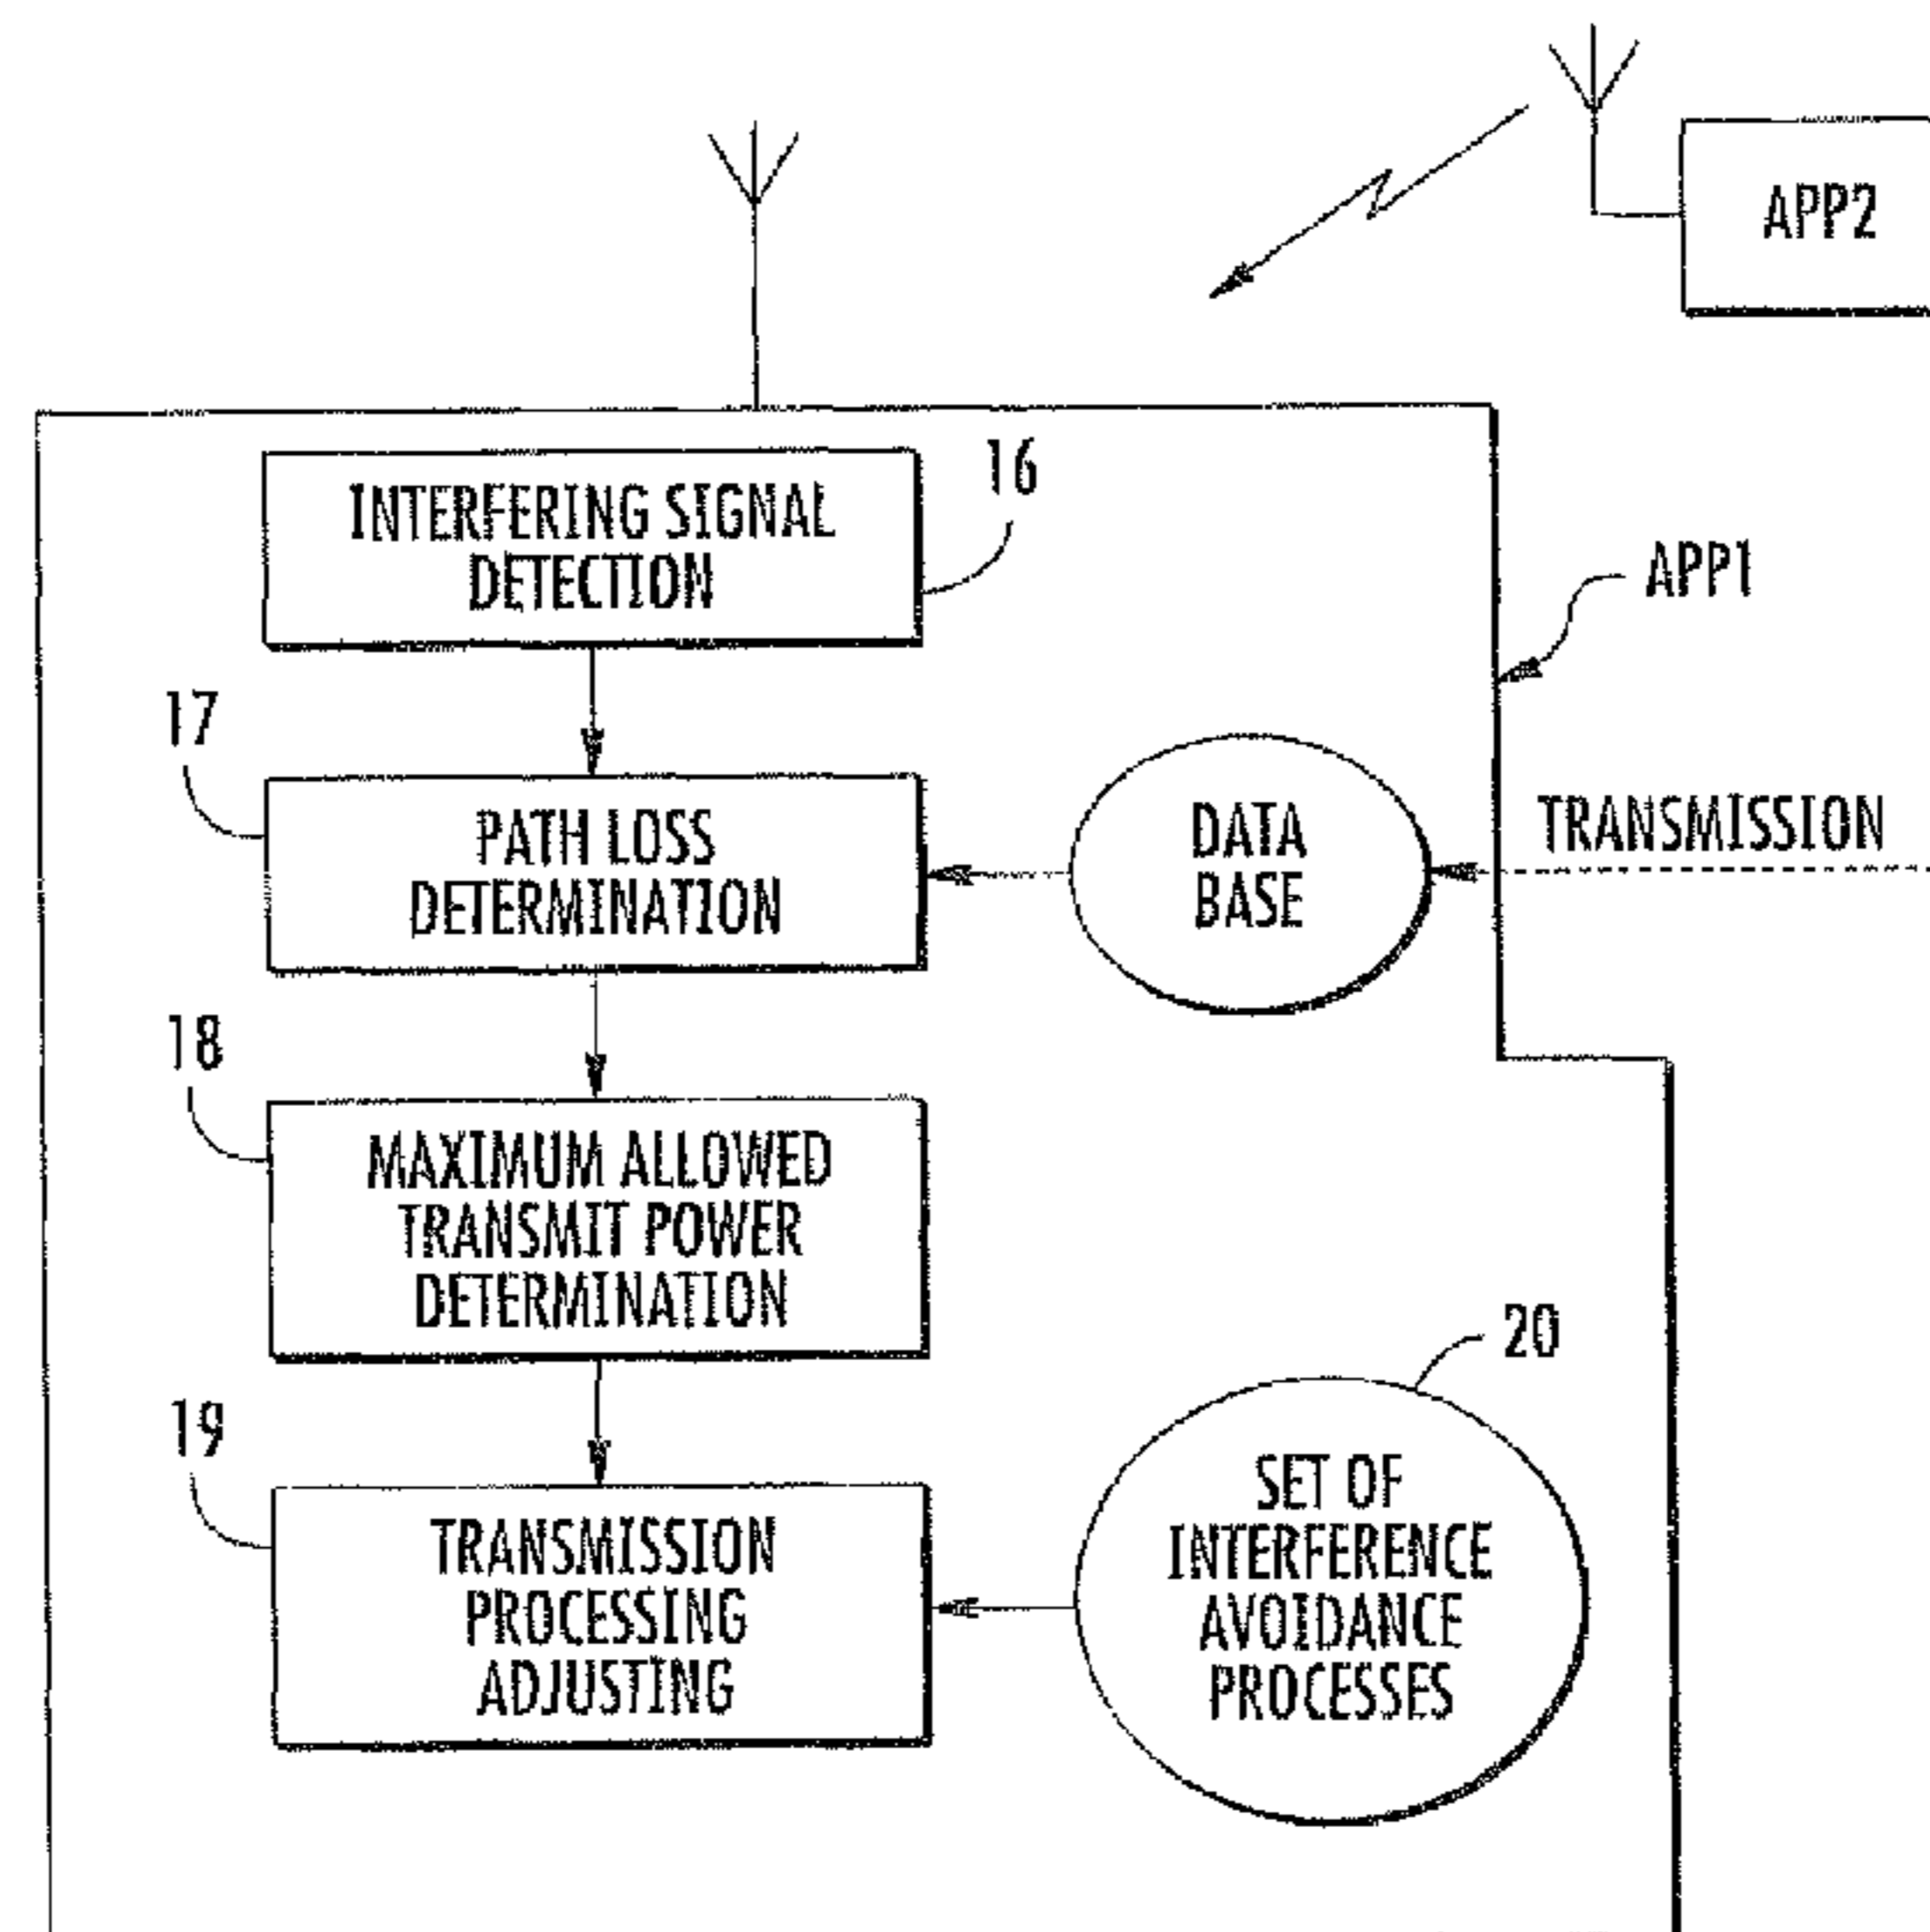 APP2
16
INTERFERING SIGNAL
DETECTION
APP1
17
PATH LOSS
DETERMINATION
DATA
BASE
TRANSMISSION
18
MAXIMUM ALLOWED
TRANSMIT POWER
DETERMINATION
20
19
TRANSMISSION
PROCESSING
ADJUSTING
SET OF
INTERFERENCE
AVOIDANCE
PROCESSES